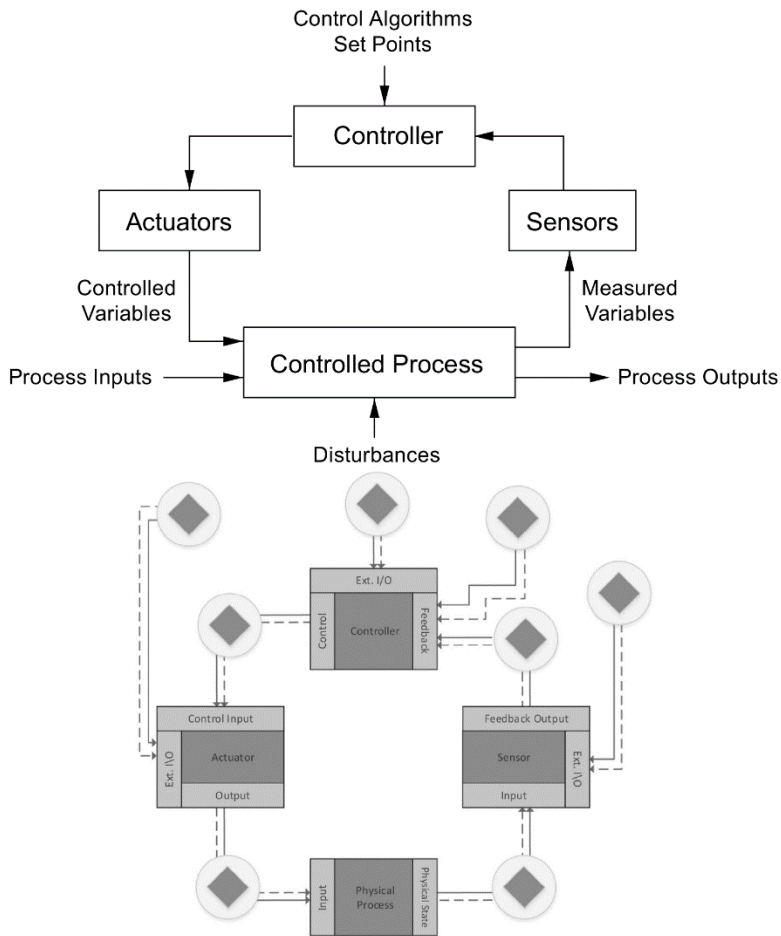 Control Algorithms
Set Points
Controller
Actuators
Sensors
Controlled
Variables
Measured
Variables
Controlled Process
Process Inputs
Process Outputs
Disturbances
Ext. I/O
Control
Controller
Feedback
Control Input
Ext. I\O
Actuator
Output
Feedback Output
Sensor
Ext. I\O
Input
Input
Physical
Process
Physical State